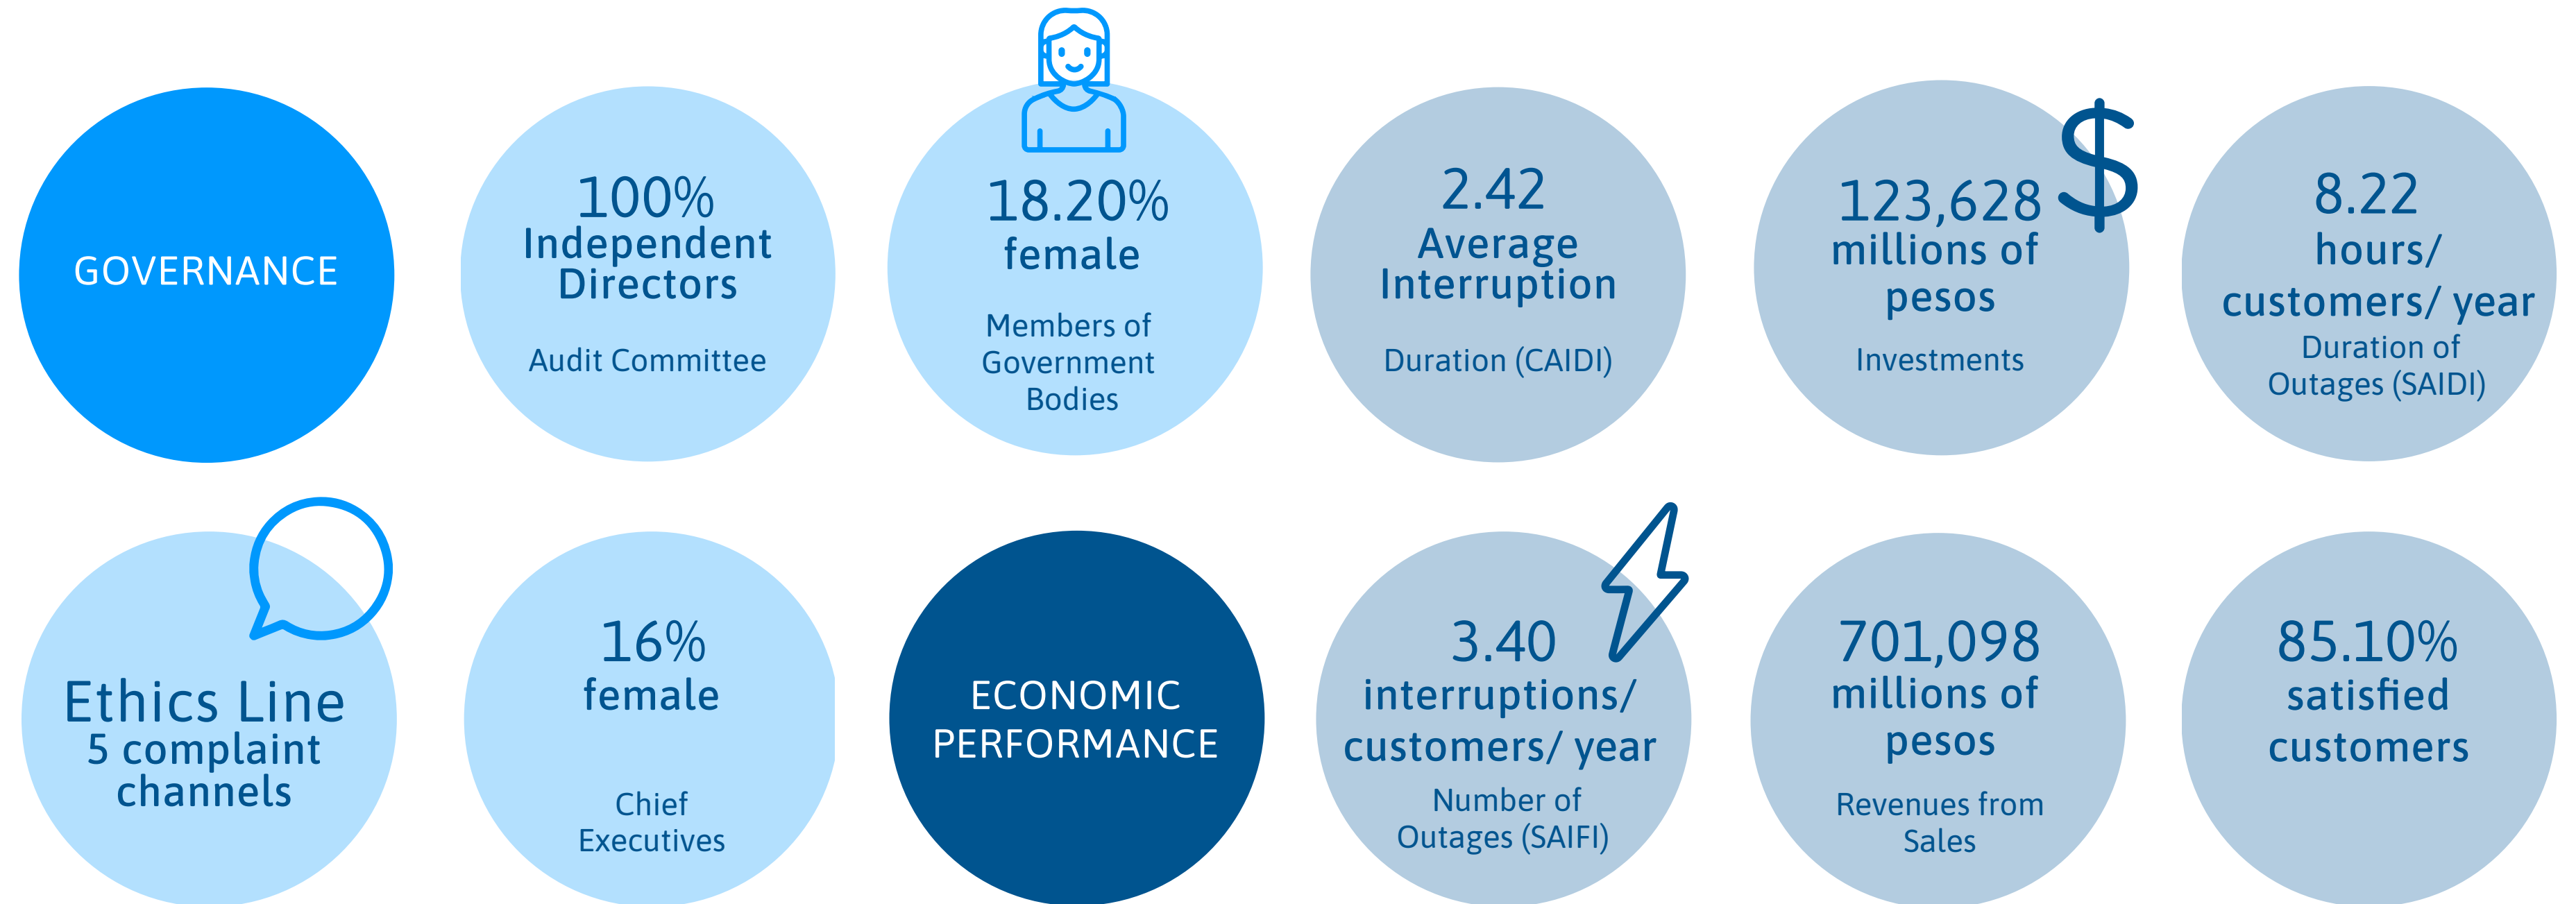 GOVERNANCE
100%
Independent
Directors
Audit Committee
18.20%
female
Members of
Government
Bodies
2.42
Average
Interruption
Duration (CAIDI)
123,628
millions of
pesos
Investments
$
8.22
hours/
customers/ year
Duration of
Outages (SAIDI)
Ethics Line
5 complaint
channels
16%
female
Chief
Executives
ECONOMIC
PERFORMANCE
3.40
interruptions/
customers/ year
Number of
Outages (SAIFI)
701,098
millions of
pesos
Revenues from
Sales
85.10%
satisfied
customers